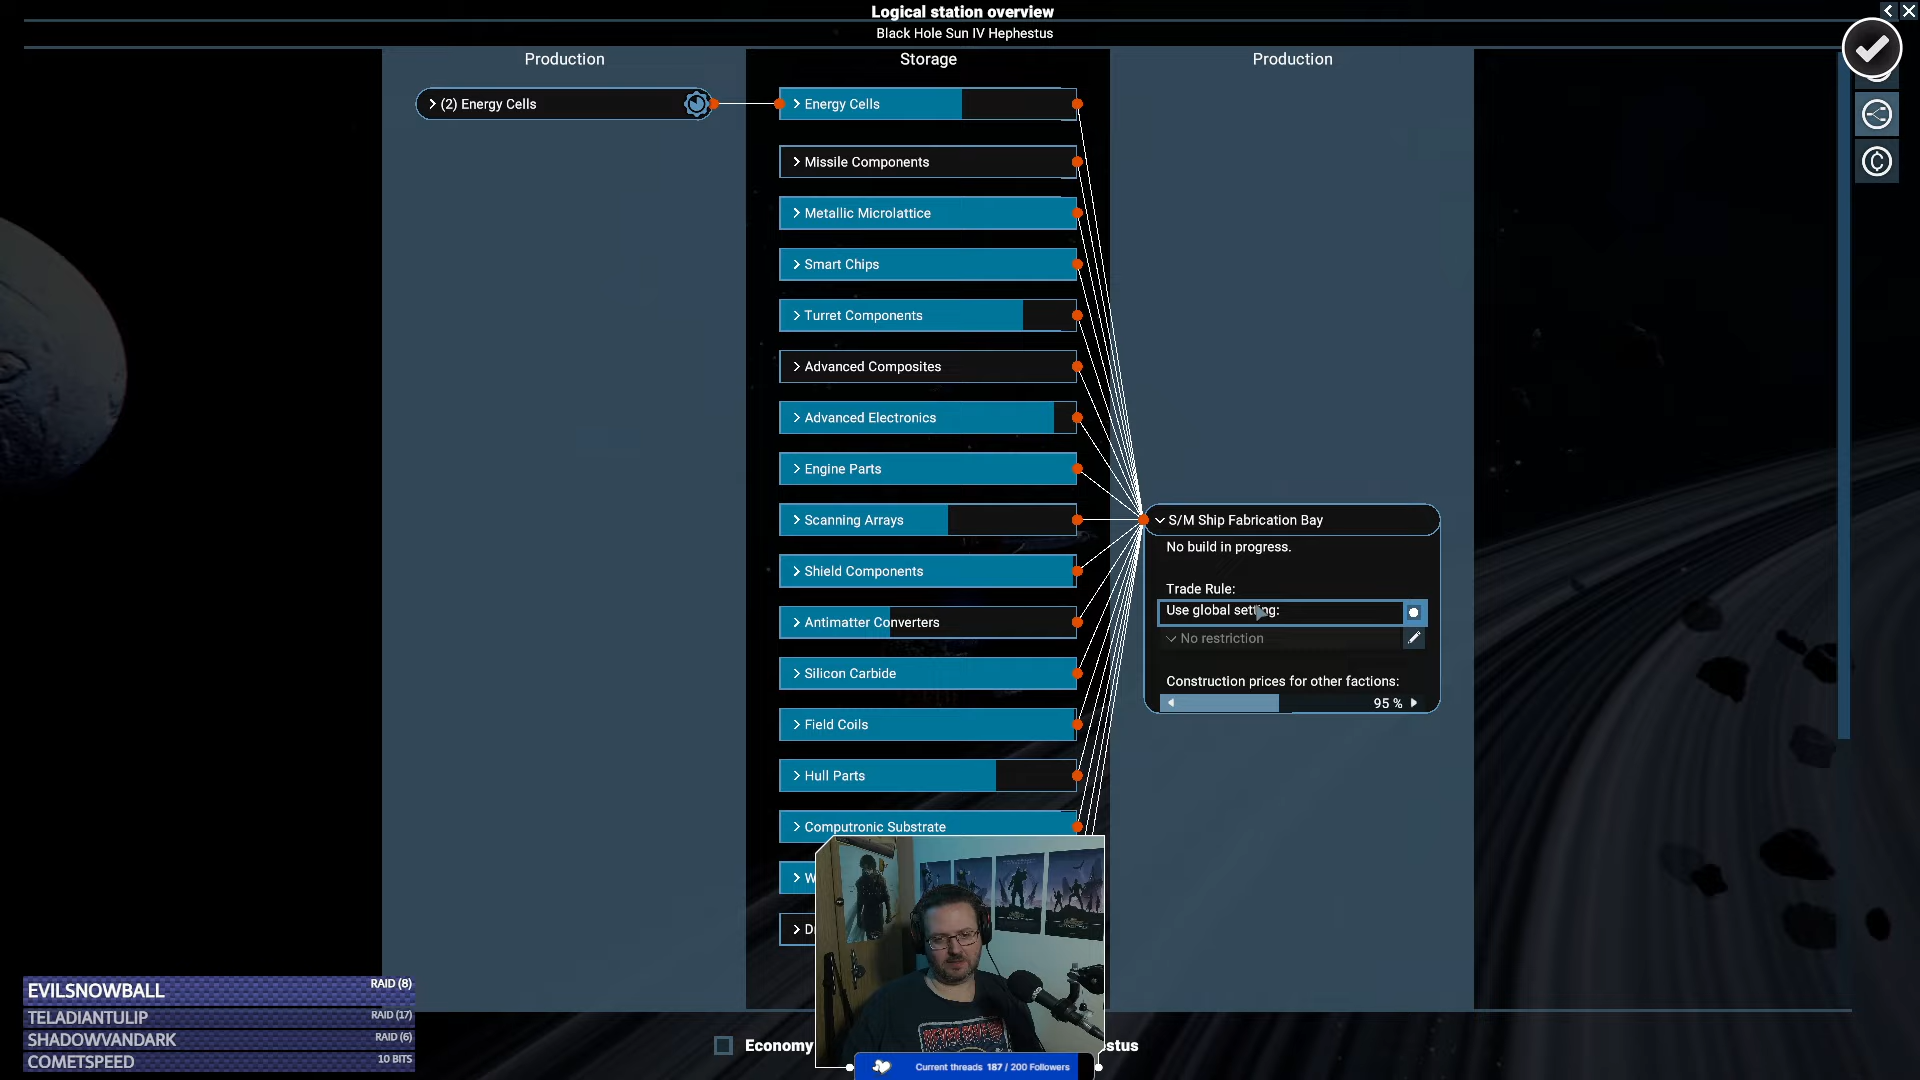 Logical station overview
Black Hole Sun IV Hephestus
Production
Storage
Production
(2) Energy Cells
Energy Cells
Missile Components
Metallic Microlattice
Smart Chips
Turret Components
Advanced Composites
Advanced Electronics
Engine Parts
Scanning Arrays
Shield Components
Antimatter Converters
Silicon Carbide
Field Coils
Hull Parts
Computronic Substrate
W
D
S/M Ship Fabrication Bay
No build in progress.
Trade Rule:
Use global setting:
No restriction
Construction prices for other factions:
95 %
EVILSNOWBALL RAID (8)
TELADIANTULIP RAID (17)
SHADOWVANDARK RAID (6)
COMETSPEED 10 BITS
Economy
stus
Current threads 187 / 200 Followers